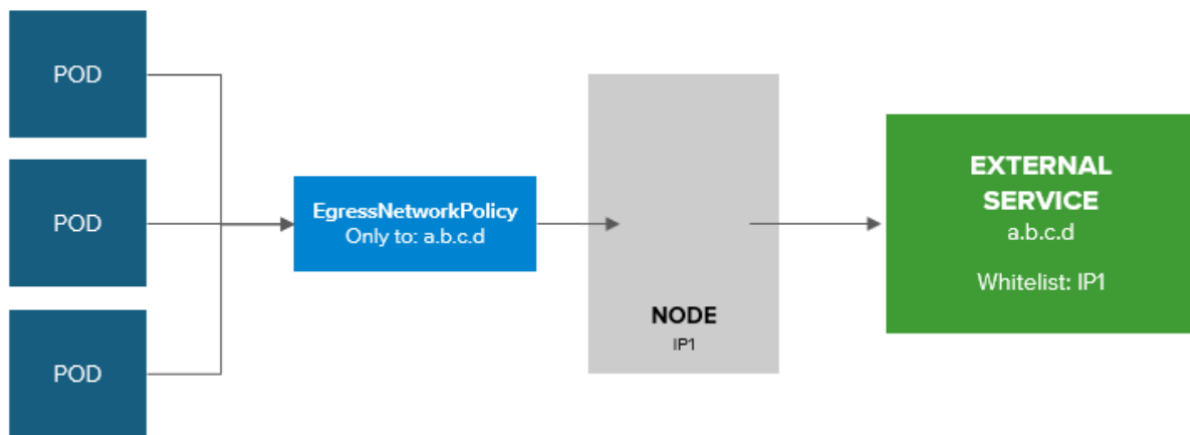 POD
POD
POD
EgressNetworkPolicy
Only to: a.b.c.d
NODE
IP1
EXTERNAL
SERVICE
a.b.c.d
Whitelist: IP1